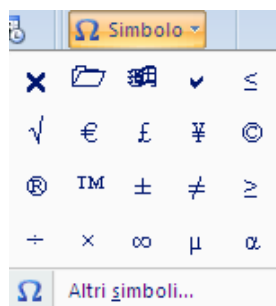 Ω Simbolo
✖ 🗁 ✔ ≤
√ € £ ¥ ©
® ™ ± ≠ ≥
÷ × ∞ µ α
Ω Altri simboli...